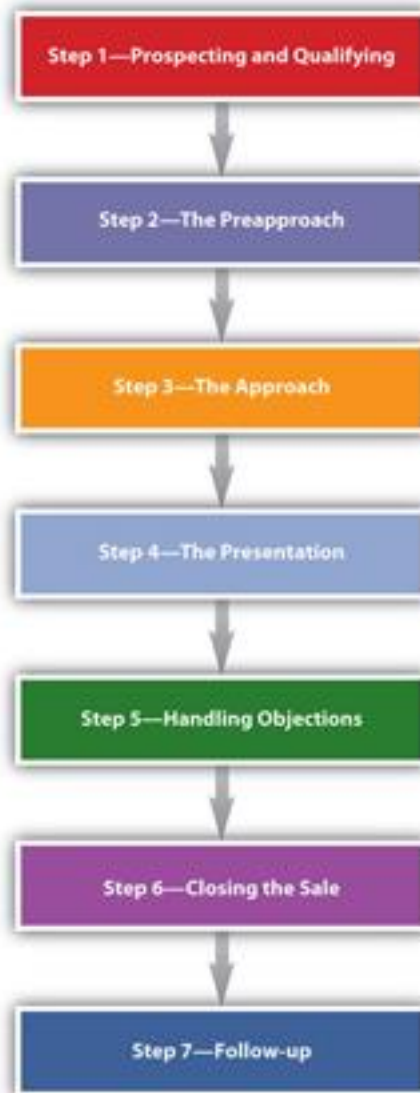 Step 1—Prospecting and Qualifying
Step 2—The Preapproach
Step 3—The Approach
Step 4—The Presentation
Step 5—Handling Objections
Step 6—Closing the Sale
Step 7—Follow-up